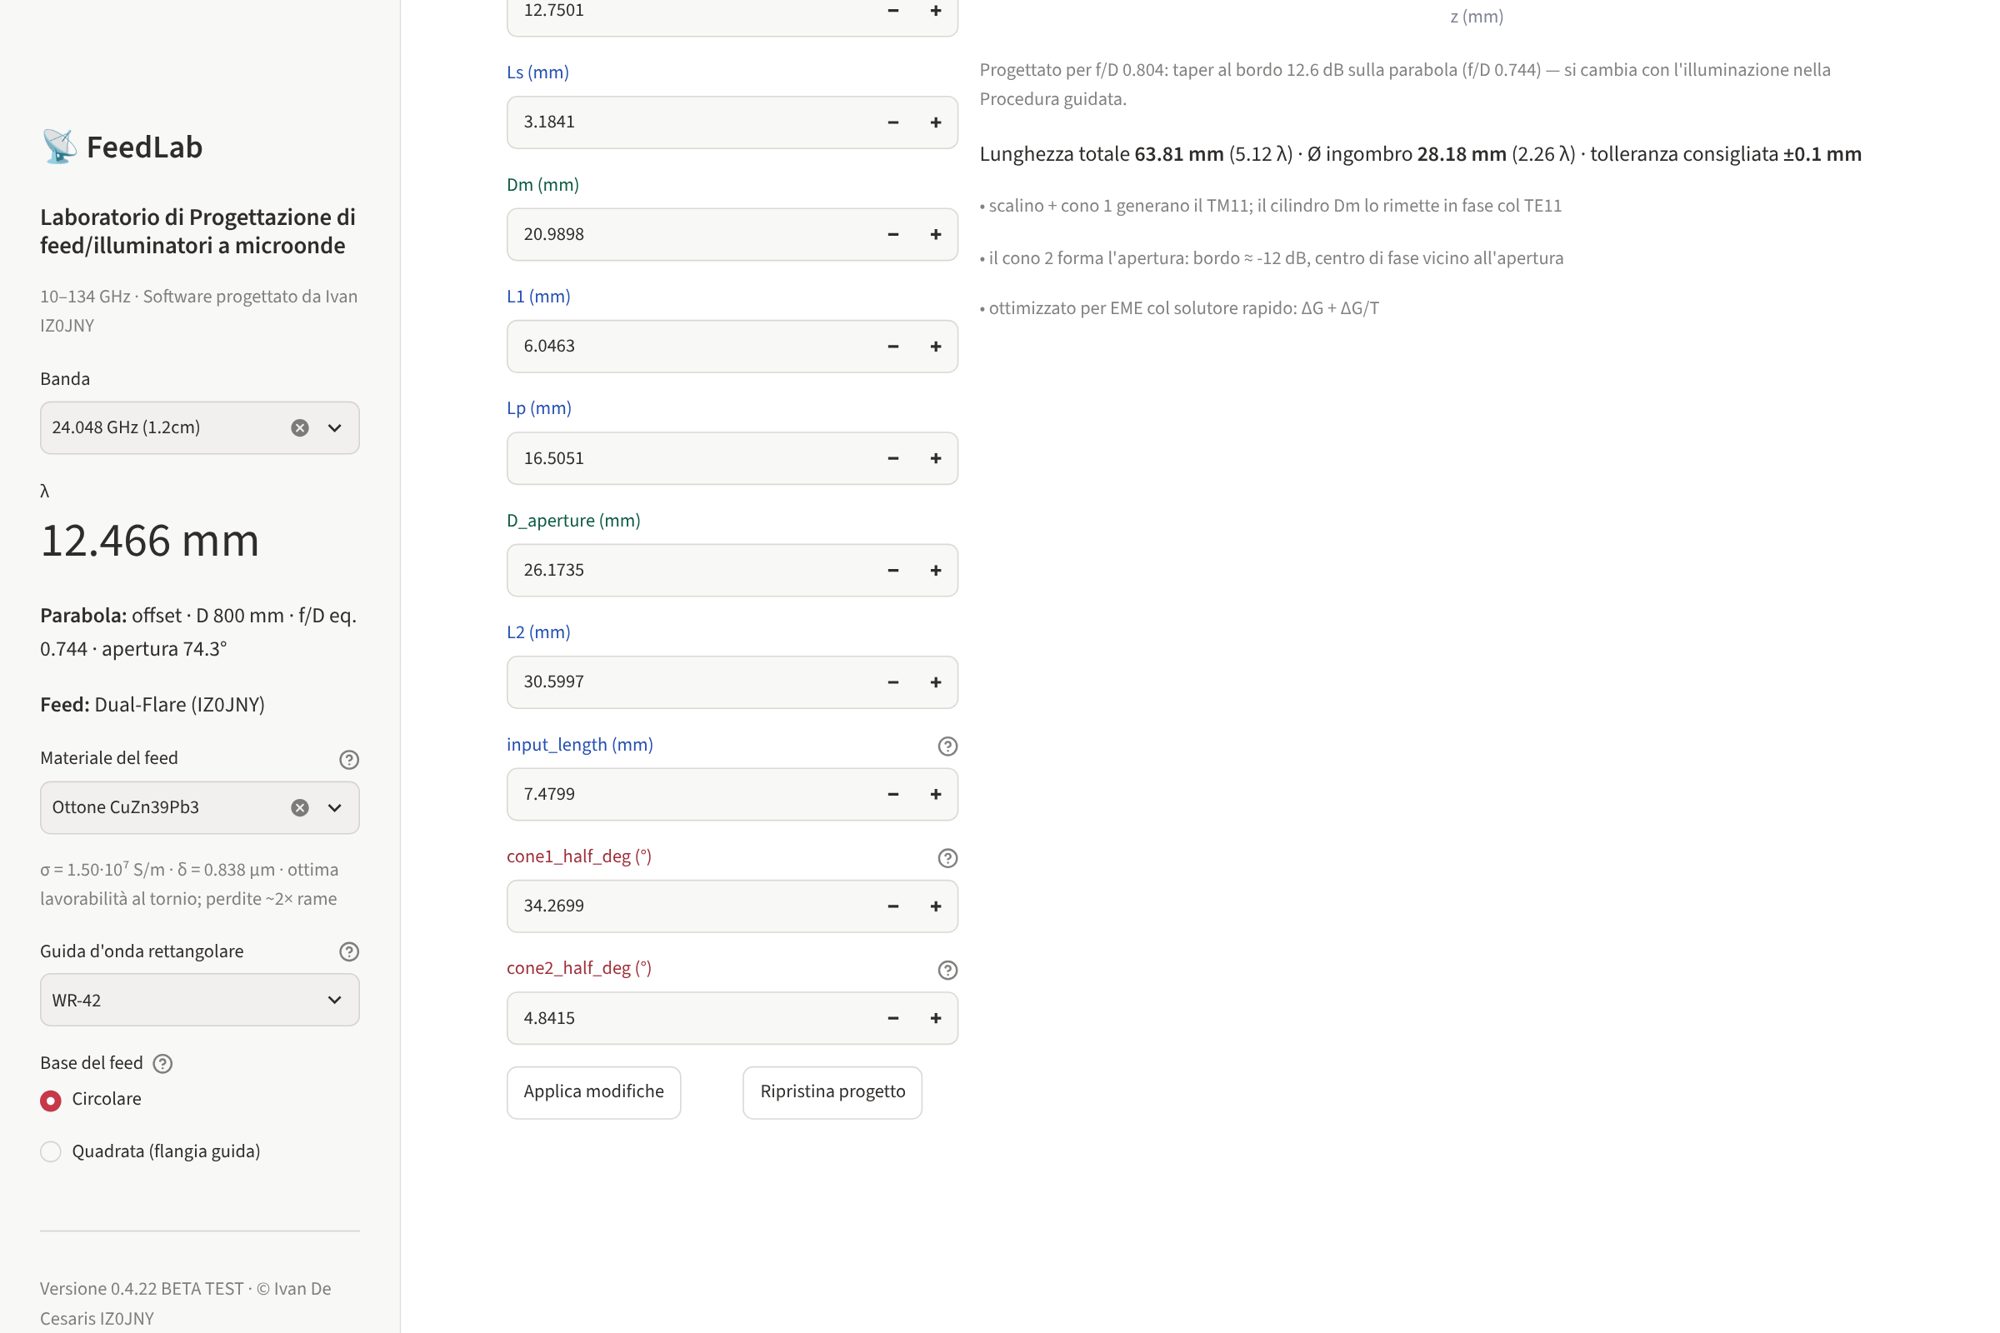 📡 FeedLab
Laboratorio di Progettazione di
feed/illuminatori a microonde
10–134 GHz · Software progettato da Ivan
IZ0JNY
Banda
24.048 GHz (1.2cm)
λ
12.466 mm
Parabola: offset · D 800 mm · f/D eq.
0.744 · apertura 74.3°
Feed: Dual-Flare (IZ0JNY)
Materiale del feed
Ottone CuZn39Pb3
σ = 1.50·10⁷ S/m · δ = 0.838 µm · ottima
lavorabilità al tornio; perdite ~2× rame
Guida d'onda rettangolare
WR-42
Base del feed
Circolare
Quadrata (flangia guida)
Versione 0.4.22 BETA TEST · © Ivan De
Cesaris IZ0JNY
12.7501
Ls (mm)
3.1841
Dm (mm)
20.9898
L1 (mm)
6.0463
Lp (mm)
16.5051
D_aperture (mm)
26.1735
L2 (mm)
30.5997
input_length (mm)
7.4799
cone1_half_deg (°)
34.2699
cone2_half_deg (°)
4.8415
Applica modifiche
Ripristina progetto
z (mm)
Progettato per f/D 0.804: taper al bordo 12.6 dB sulla parabola (f/D 0.744) — si cambia con l'illuminazione nella
Procedura guidata.
Lunghezza totale 63.81 mm (5.12 λ) · Ø ingombro 28.18 mm (2.26 λ) · tolleranza consigliata ±0.1 mm
• scalino + cono 1 generano il TM11; il cilindro Dm lo rimette in fase col TE11
• il cono 2 forma l'apertura: bordo ≈ -12 dB, centro di fase vicino all'apertura
• ottimizzato per EME col solutore rapido: ΔG + ΔG/T